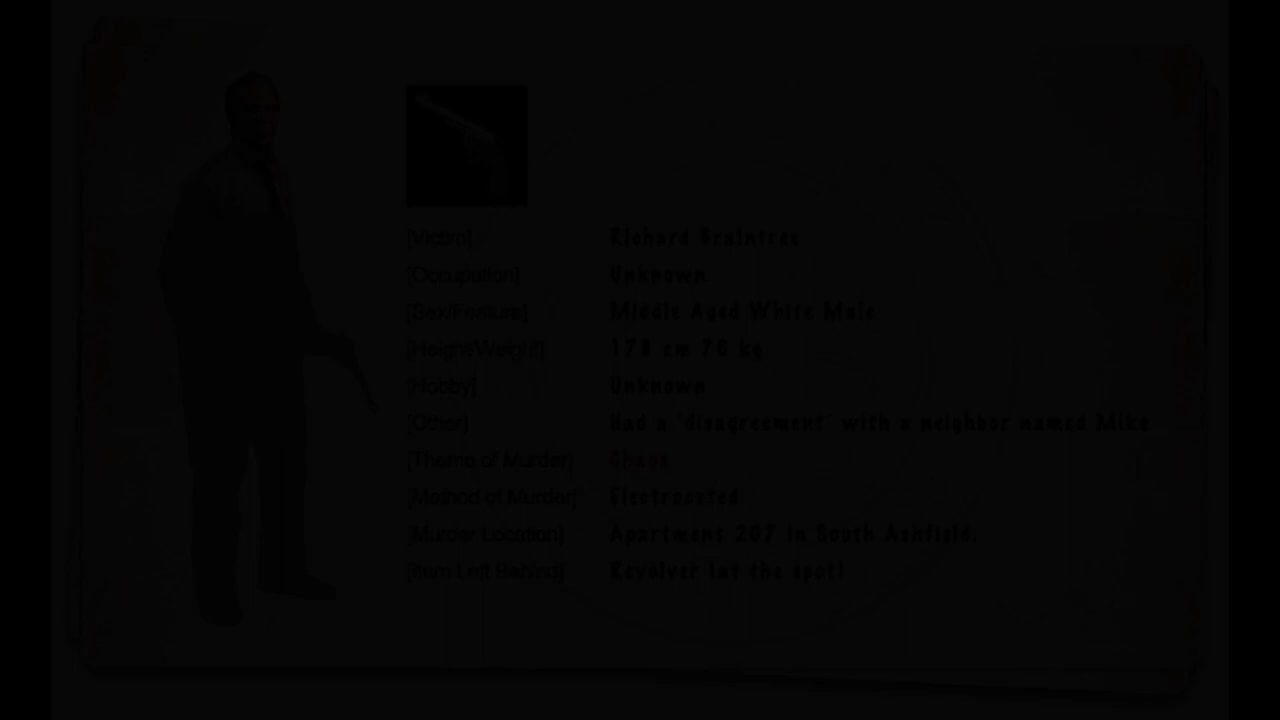 [Victim] Richard Braintree
[Occupation] Unknown
[Sex/Feature] Middle Aged White Male
[Height/Weight] 178 cm 76 kg
[Hobby] Unknown
[Other] Had a 'disagreement' with a neighbor named Mike
[Theme of Murder] Chaos
[Method of Murder] Electrocuted
[Murder Location] Apartment 207 in South Ashfield.
[Item Left Behind] Revolver (at the spot)